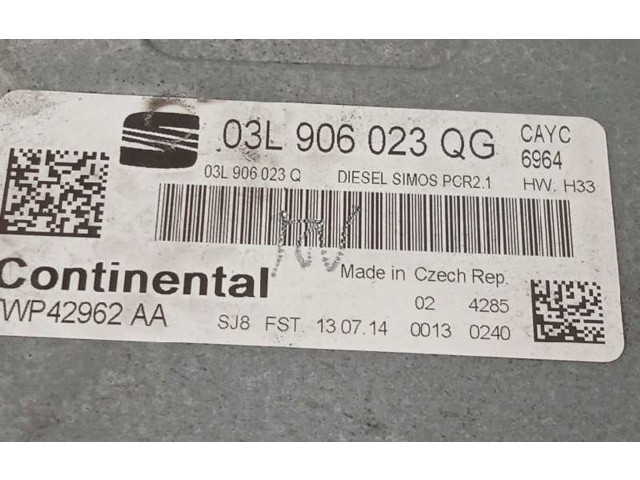 03L 906 023 QG CAYC
6964
03L 906 023 Q DIESEL SIMOS PCR2.1 HW: H33
Continental Made in Czech Rep.
02 4285
WP42962 AA SJ8 FST 13 07.14 0013 0240